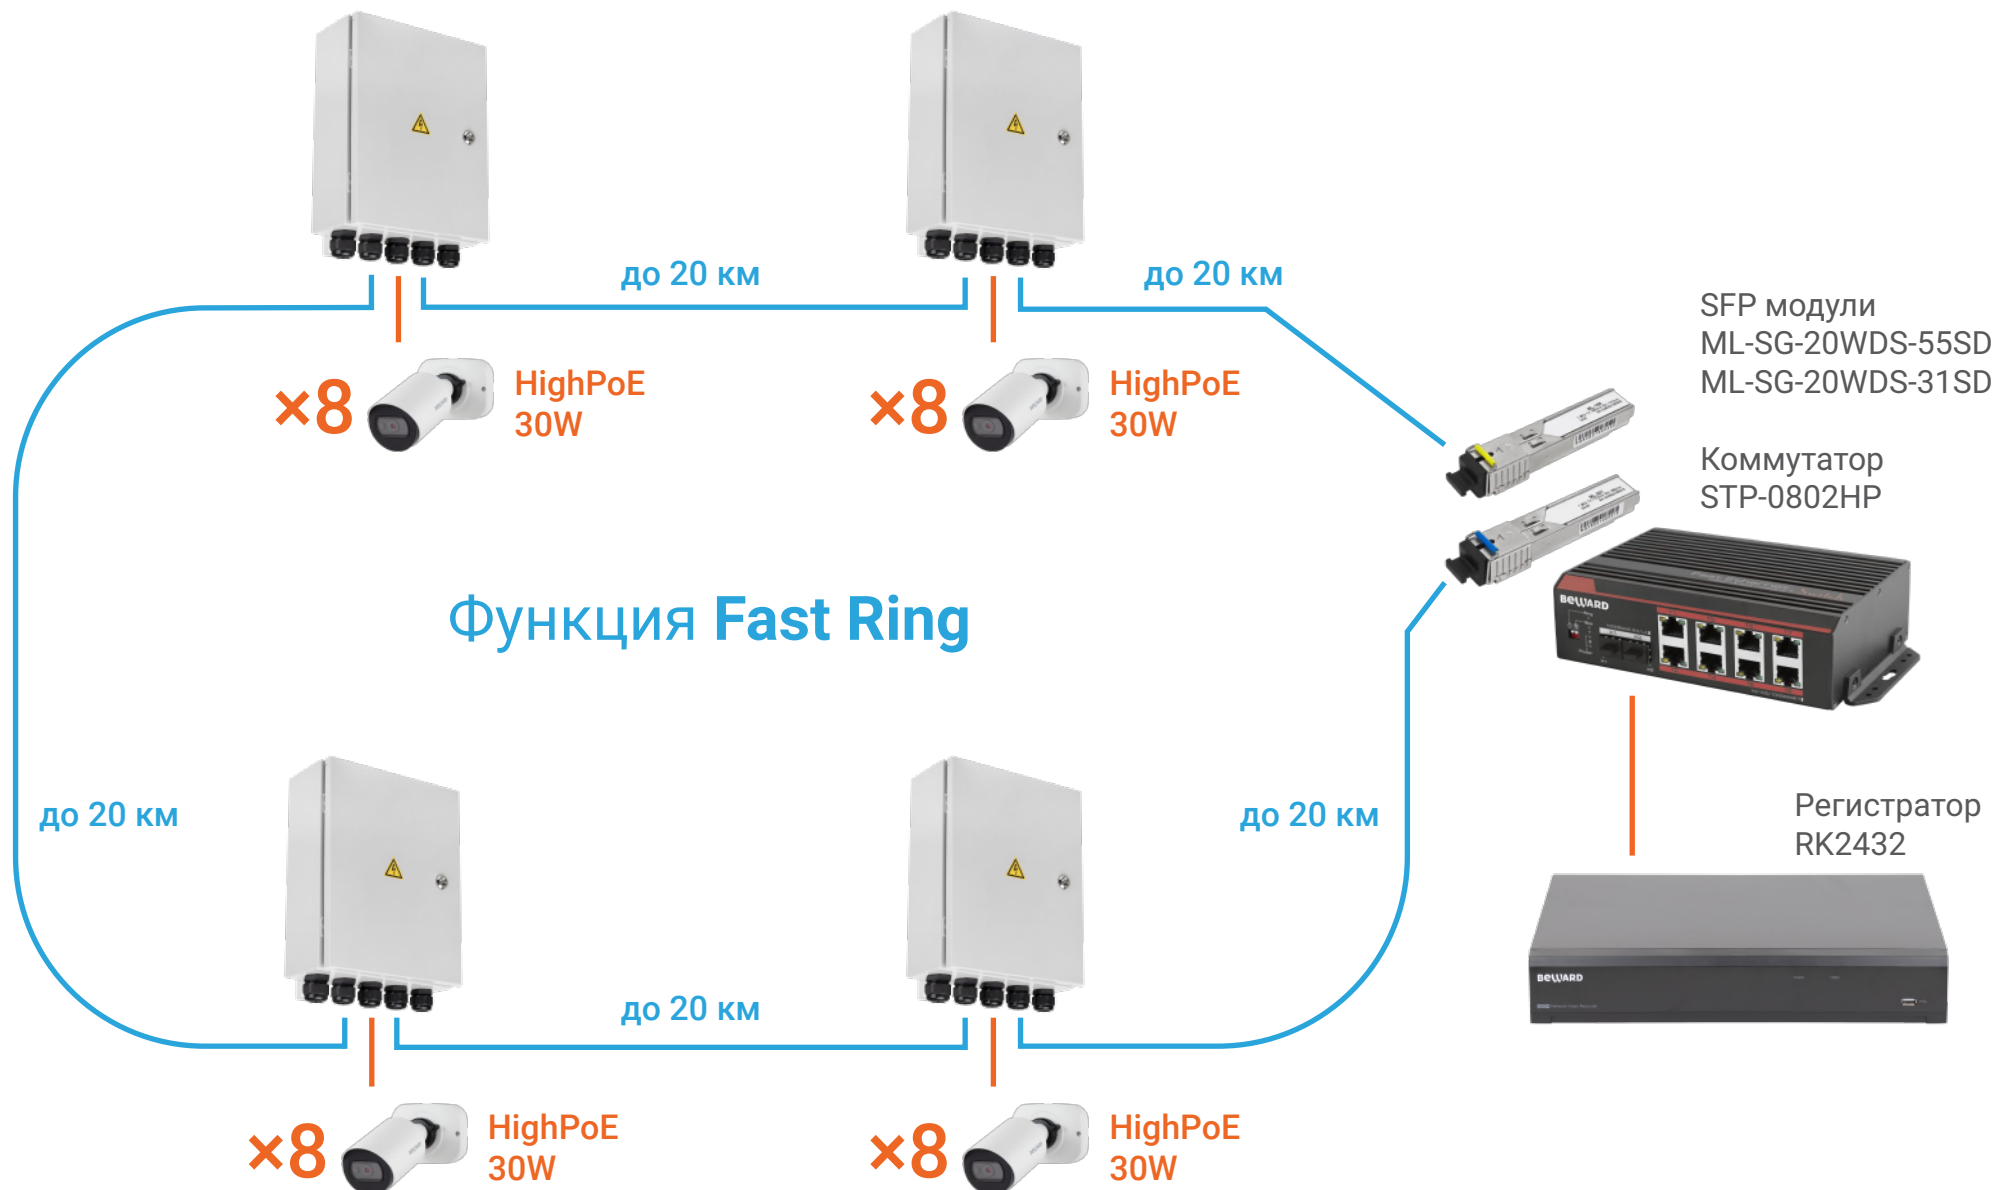 до 20 км
до 20 км
SFP модули
ML-SG-20WDS-55SD
ML-SG-20WDS-31SD
×8
HighPoE
30W
×8
HighPoE
30W
Коммутатор
STP-0802HP
Функция Fast Ring
BEWARD
до 20 км
до 20 км
Регистратор
RK2432
BEWARD
до 20 км
×8
HighPoE
30W
×8
HighPoE
30W